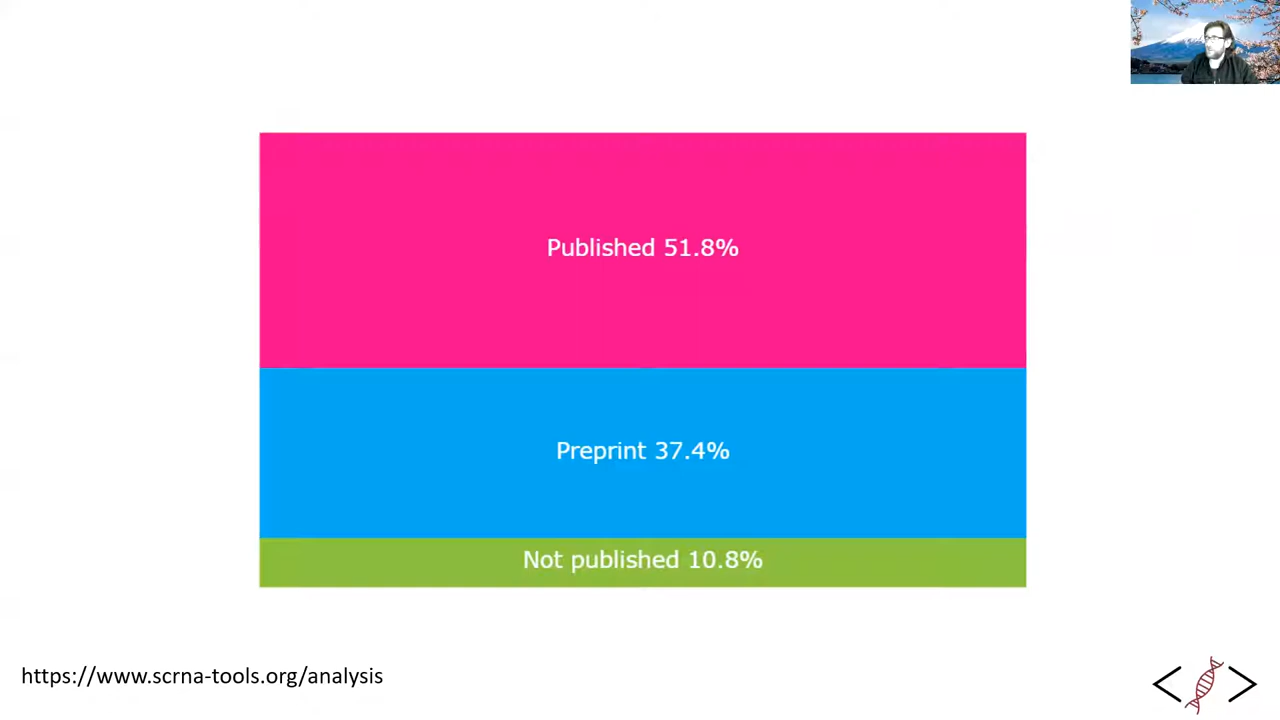 Published 51.8%
Preprint 37.4%
Not published 10.8%
https://www.scrna-tools.org/analysis